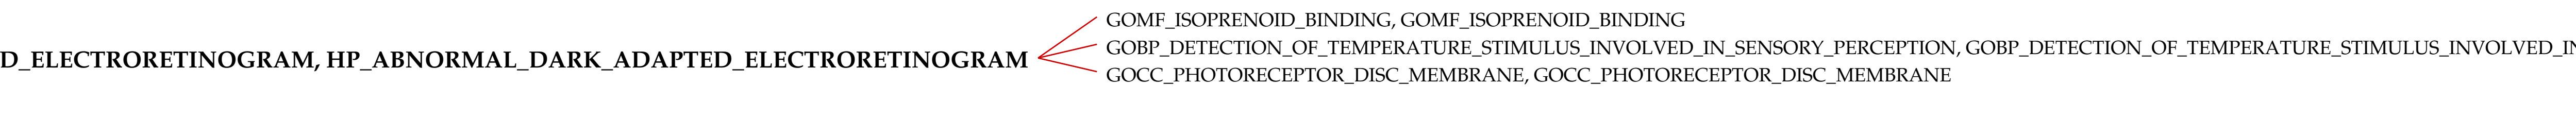 GOMF_ISOPRENOID_BINDING, GOMF_ISOPRENOID_BINDING
D_ELECTRORETINOGRAM, HP_ABNORMAL_DARK_ADAPTED_ELECTRORETINOGRAM
GOBP_DETECTION_OF_TEMPERATURE_STIMULUS_INVOLVED_IN_SENSORY_PERCEPTION, GOBP_DETECTION_OF_TEMPERATURE_STIMULUS_INVOLVED_IN
GOCC_PHOTORECEPTOR_DISC_MEMBRANE, GOCC_PHOTORECEPTOR_DISC_MEMBRANE